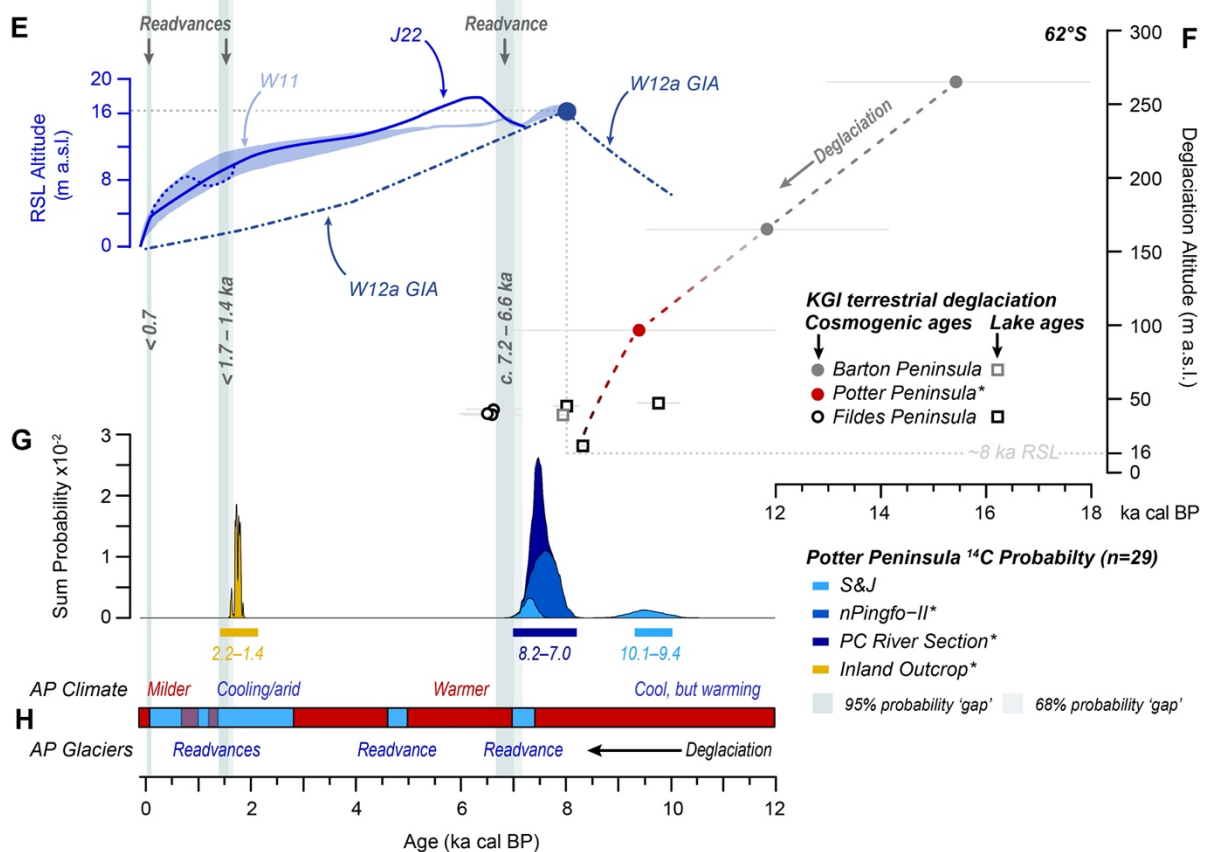 E
Readvances
Readvance
J22
W11
W12a GIA
62°S
F
20
16
8
0
RSL Altitude
(m a.s.l.)
W12a GIA
< 0.7
< 1.7 – 1.4 ka
c. 7.2 – 6.6 ka
Deglaciation
300
250
200
150
100
50
16
0
Deglaciation Altitude (m a.s.l.)
KGI terrestrial deglaciation
Cosmogenic ages Lake ages
Barton Peninsula
Potter Peninsula*
Fildes Peninsula
~8 ka RSL
12 14 16 18 ka cal BP
G
3
2
1
0
Sum Probability x10⁻²
2.2–1.4
8.2–7.0
10.1–9.4
Potter Peninsula ¹⁴C Probabilty (n=29)
S&J
nPingfo–II*
PC River Section*
Inland Outcrop*
95% probability ‘gap’ 68% probability ‘gap’
AP Climate Milder Cooling/arid Warmer Cool, but warming
H
AP Glaciers Readvances Readvance Readvance Deglaciation
0 2 4 6 8 10 12
Age (ka cal BP)